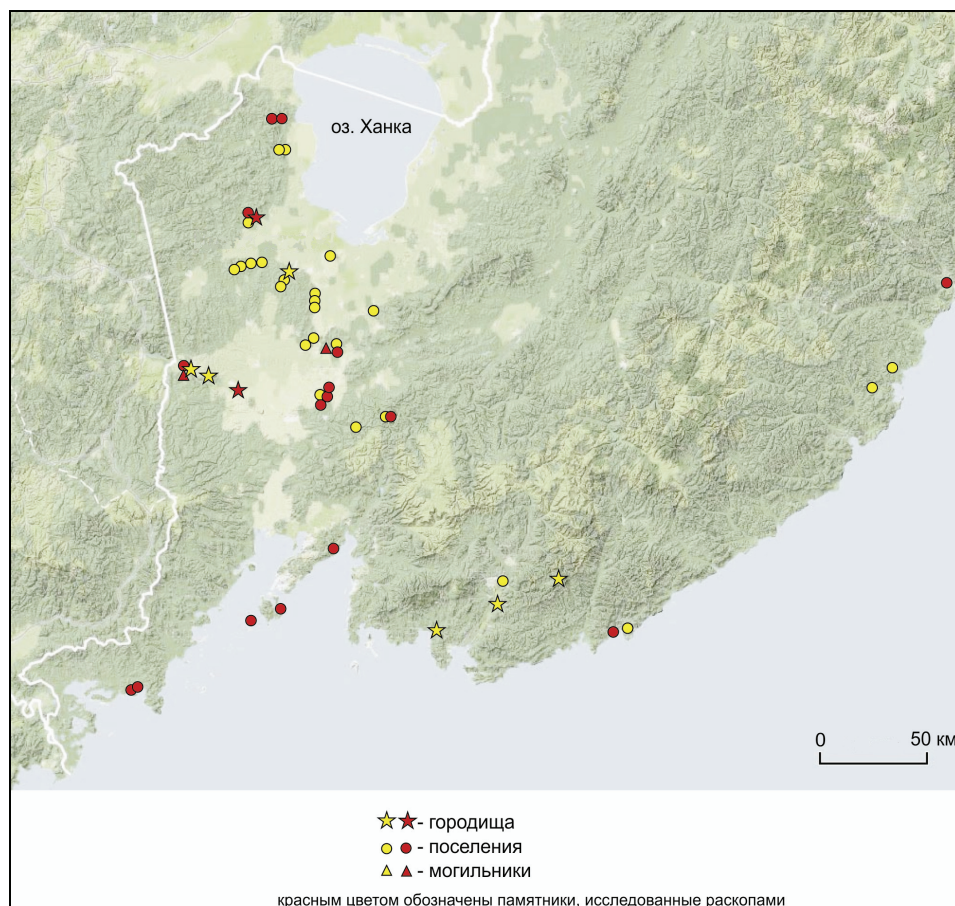 оз. Ханка
0 50 км
- городища
- поселения
- могильники
красным цветом обозначены памятники, исследованные раскопами